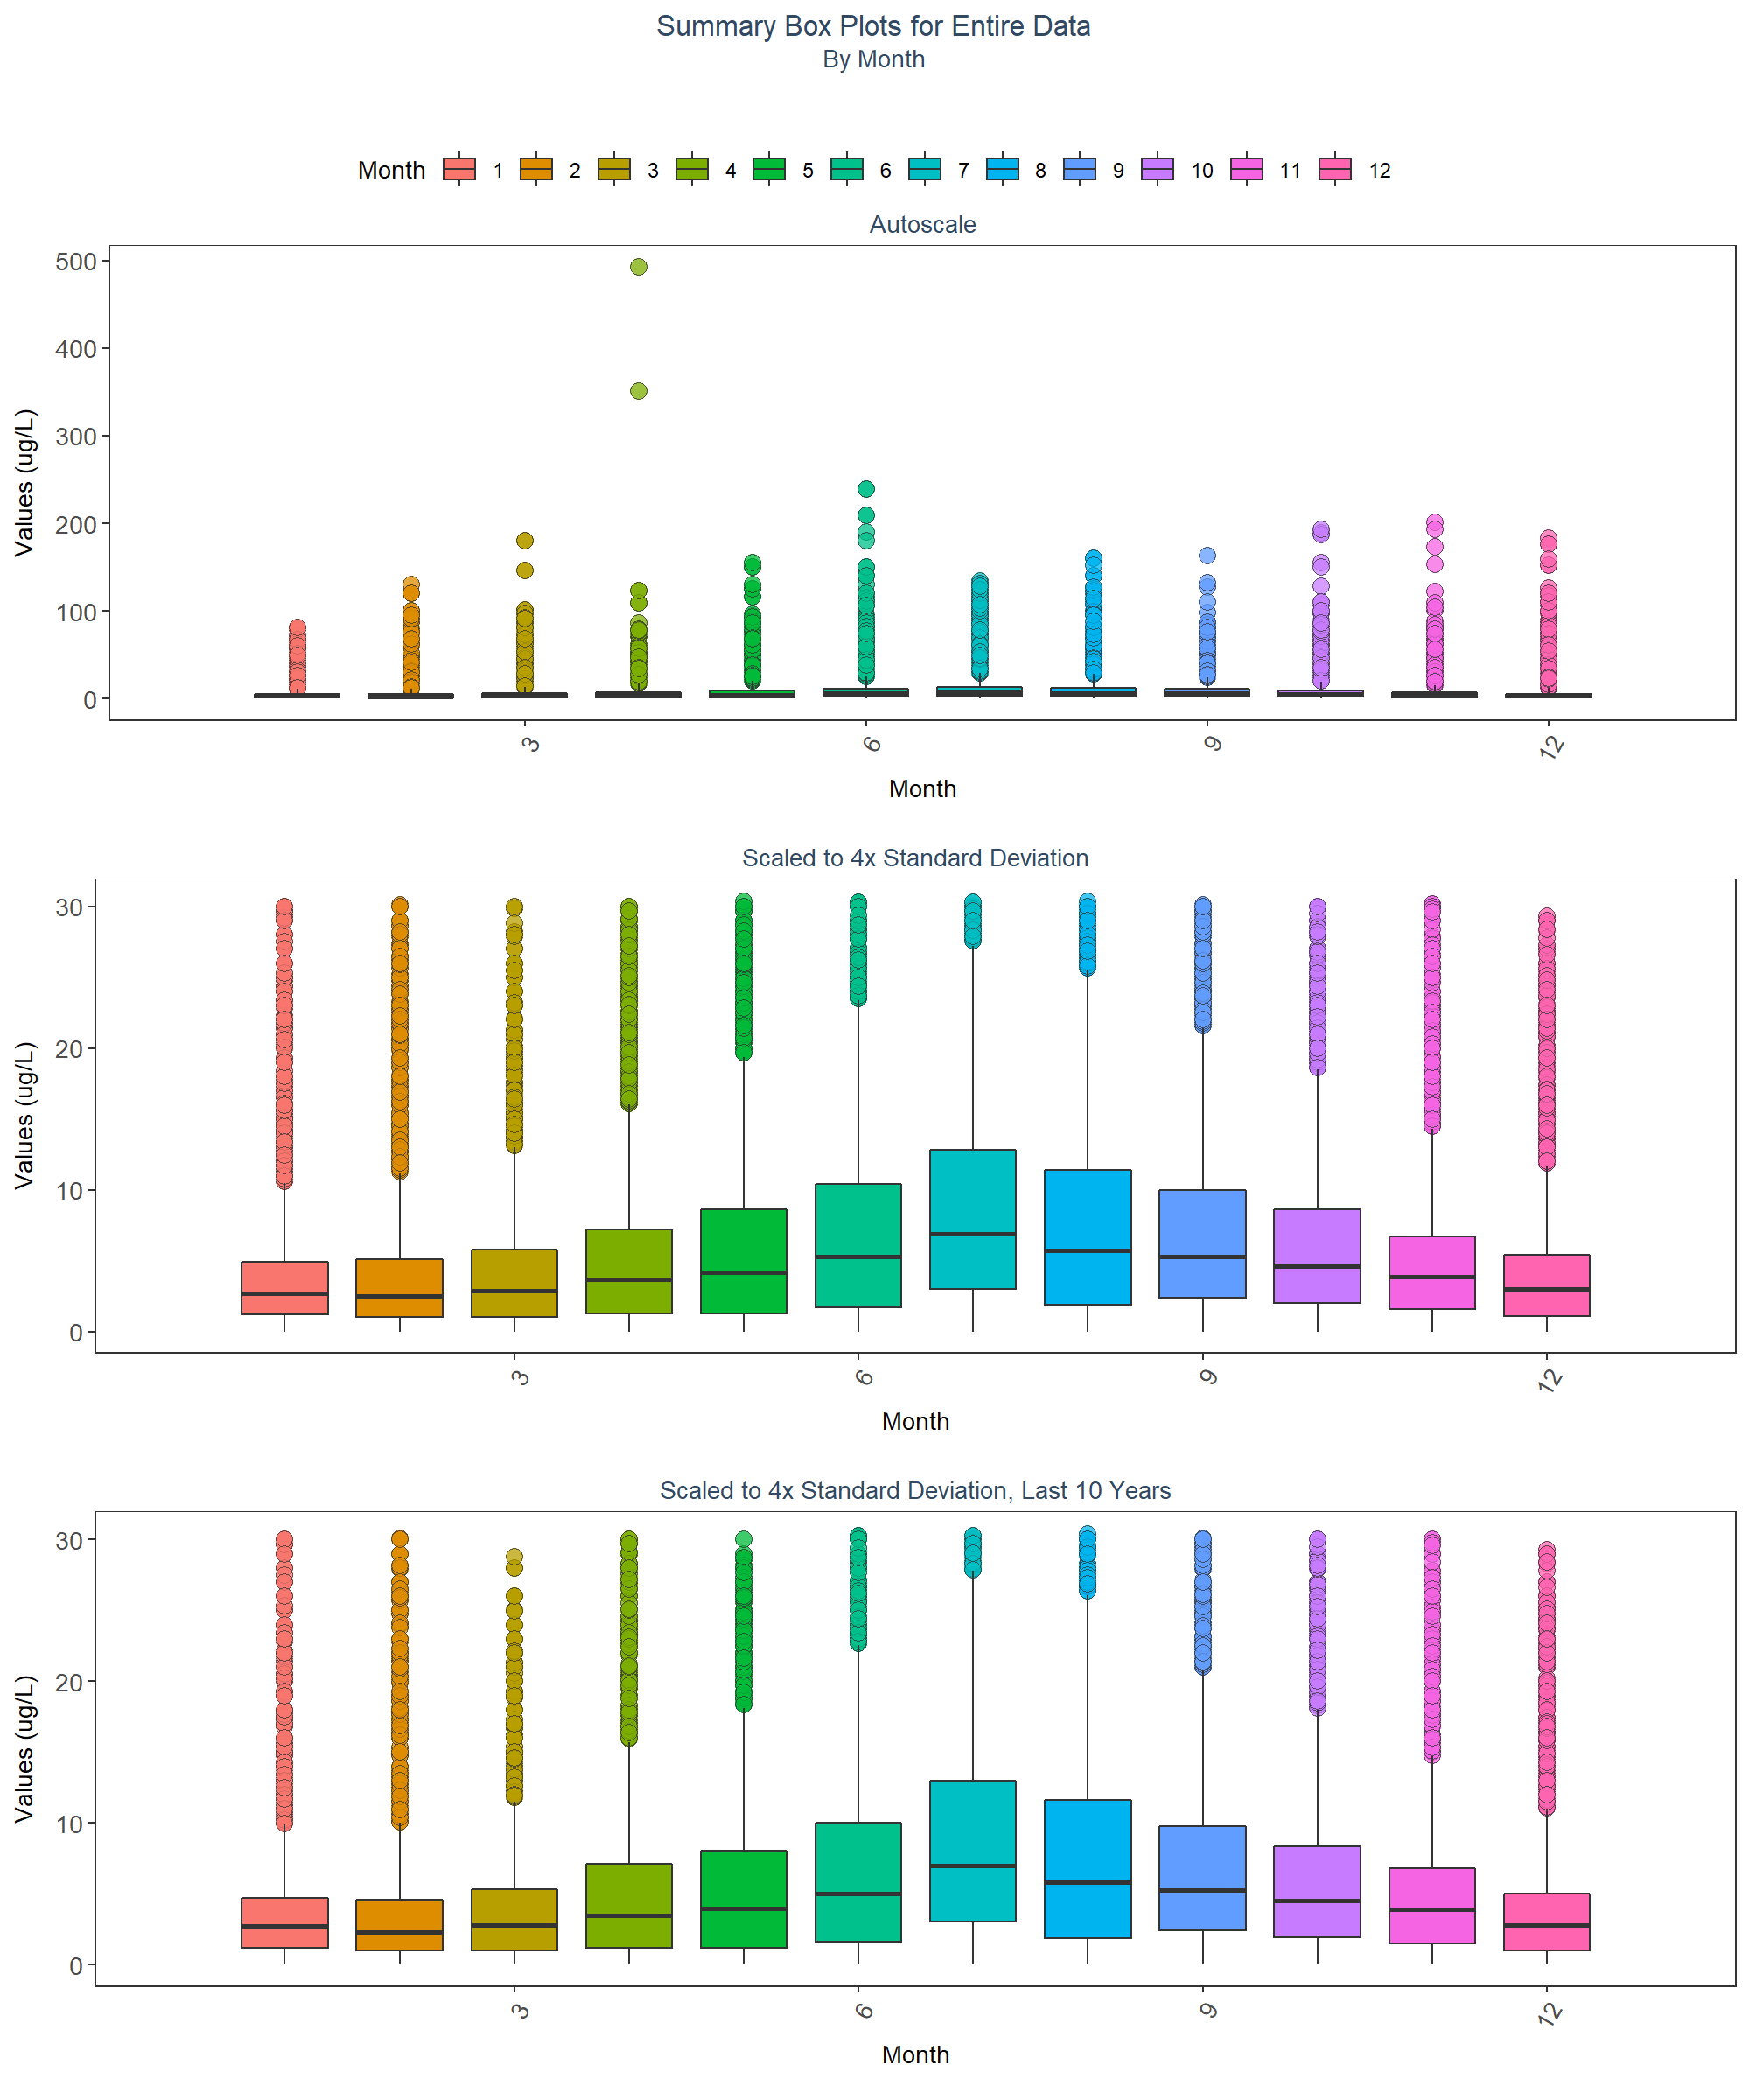 Summary Box Plots for Entire Data
By Month
Month 1 2 3 4 5 6 7 8 9 10 11 12
Autoscale
Values (ug/L)
500
400
300
200
100
0
3 6 9 12
Month
Scaled to 4x Standard Deviation
Values (ug/L)
30
20
10
0
3 6 9 12
Month
Scaled to 4x Standard Deviation, Last 10 Years
Values (ug/L)
30
20
10
0
3 6 9 12
Month